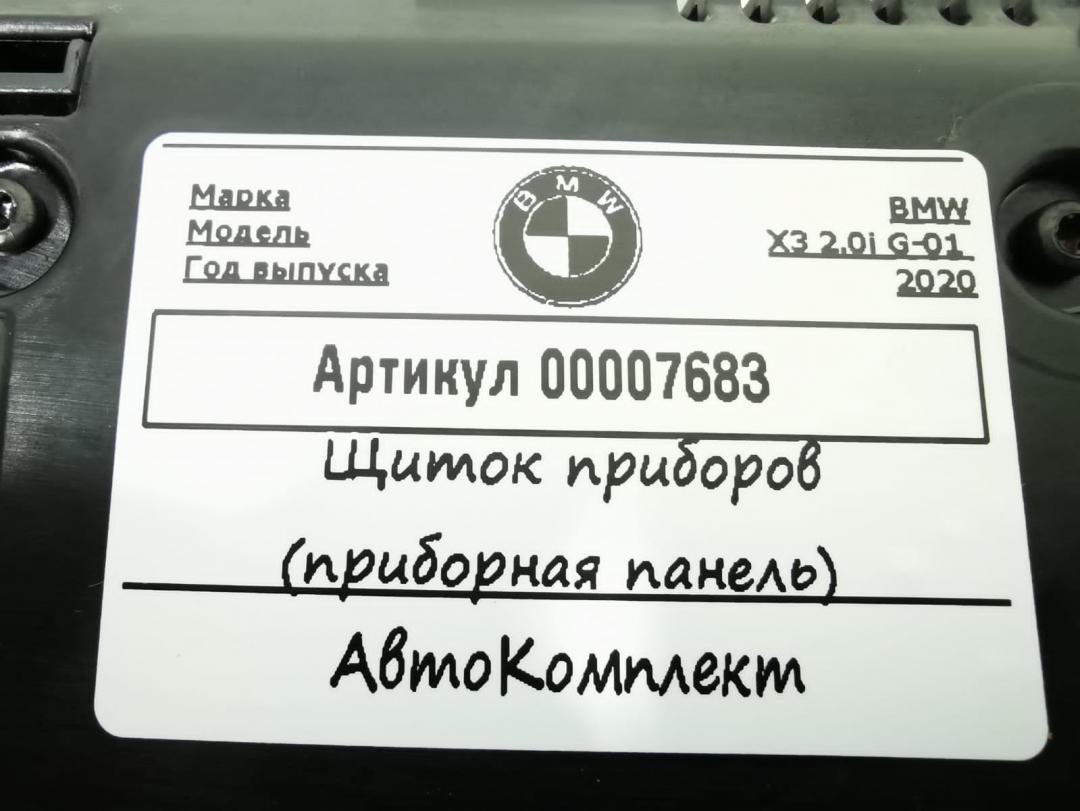 Марка BMW
Модель X3 2.0i G-01
Год выпуска 2020
BMW
Артикул 00007683
Щиток приборов
(приборная панель)
АвтоКомплект